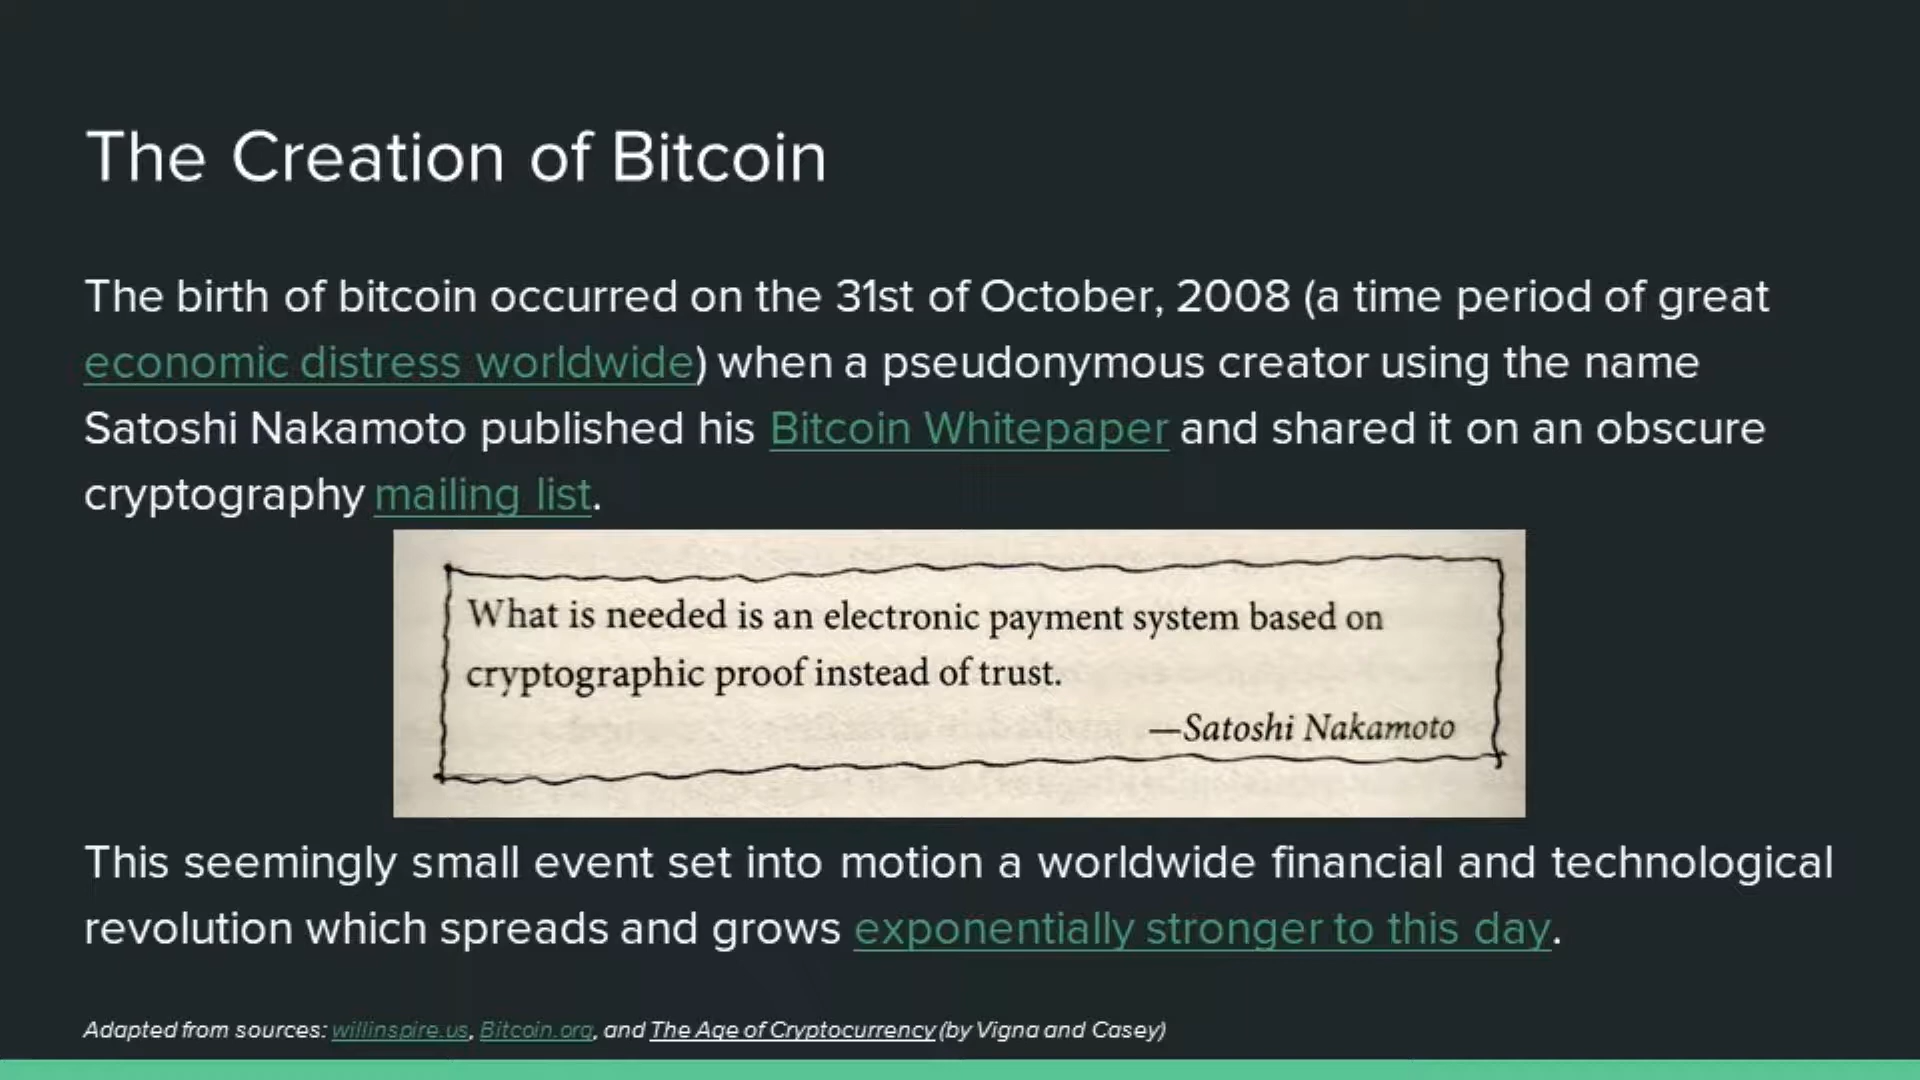 The Creation of Bitcoin
The birth of bitcoin occurred on the 31st of October, 2008 (a time period of great
economic distress worldwide) when a pseudonymous creator using the name
Satoshi Nakamoto published his Bitcoin Whitepaper and shared it on an obscure
cryptography mailing list.
What is needed is an electronic payment system based on
cryptographic proof instead of trust.
—Satoshi Nakamoto
This seemingly small event set into motion a worldwide financial and technological
revolution which spreads and grows exponentially stronger to this day.
Adapted from sources: willinspire.us, Bitcoin.org, and The Age of Cryptocurrency (by Vigna and Casey)